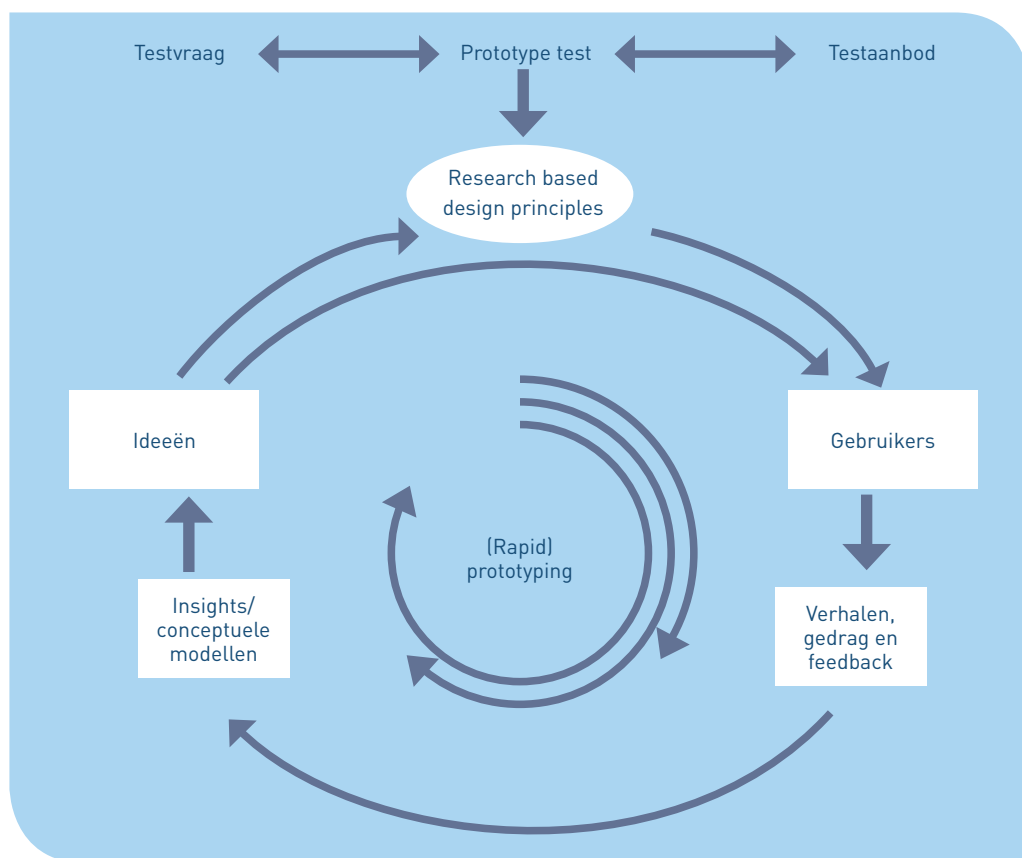 Testvraag
Prototype test
Testaanbod
Research based
design principles
Ideeën
Gebruikers
(Rapid)
prototyping
Insights/
conceptuele
modellen
Verhalen,
gedrag en
feedback